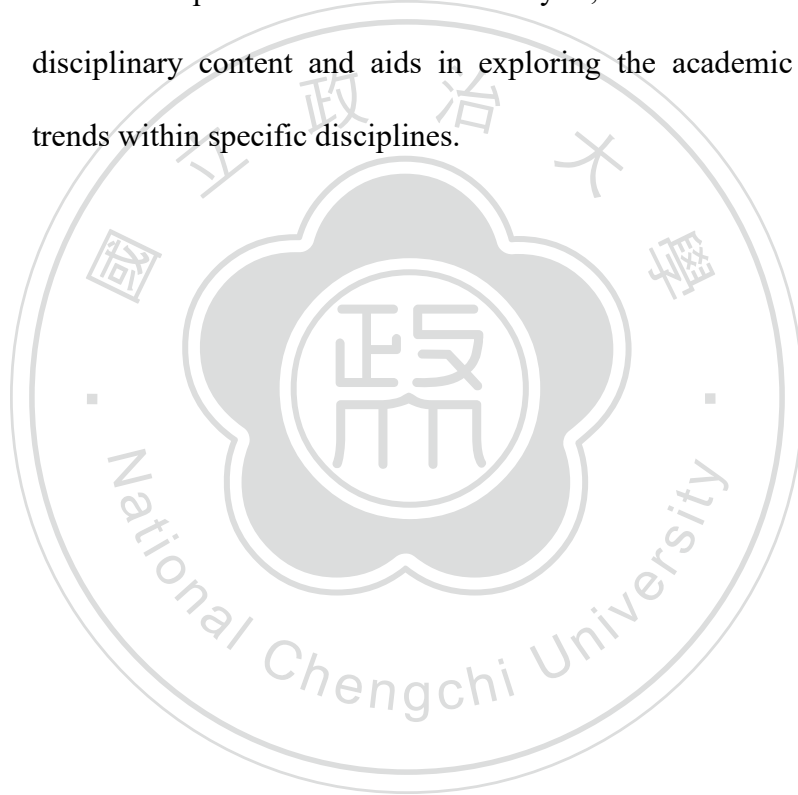 disciplinary content and aids in exploring the academic
trends within specific disciplines.
國立政治大學
政大
National Chengchi University